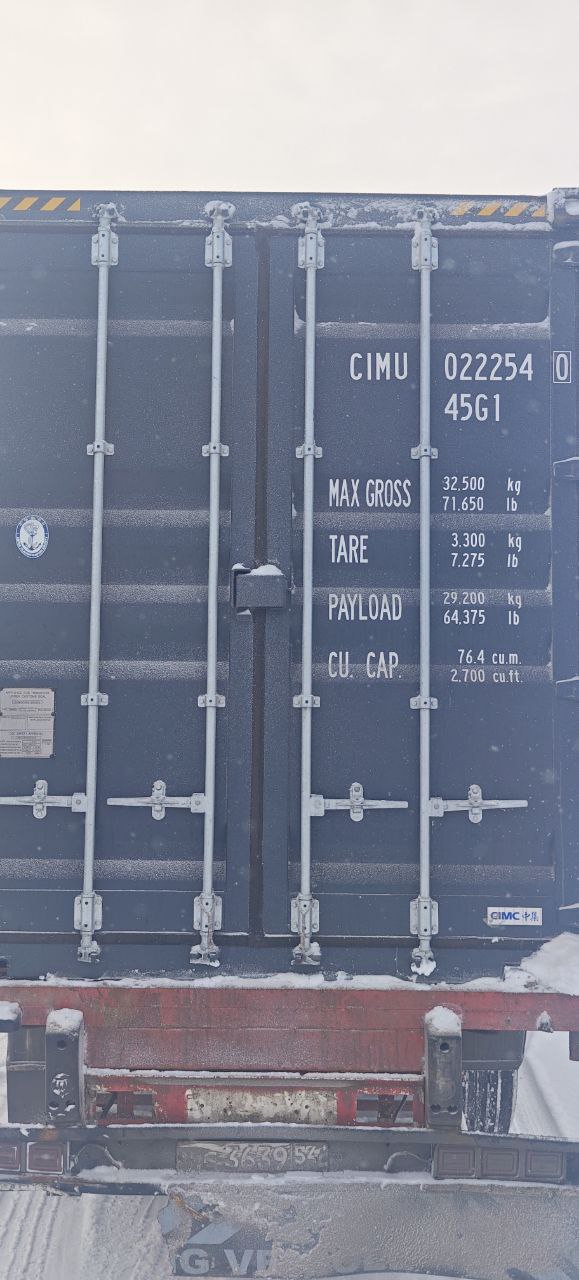 CIMU 022254 0
45G1
MAX GROSS 32,500 kg
71,650 lb
TARE 3,300 kg
7,275 lb
PAYLOAD 29,200 kg
64,375 lb
CU. CAP. 76.4 cu.m.
2,700 cu.ft.
CIMC 中集